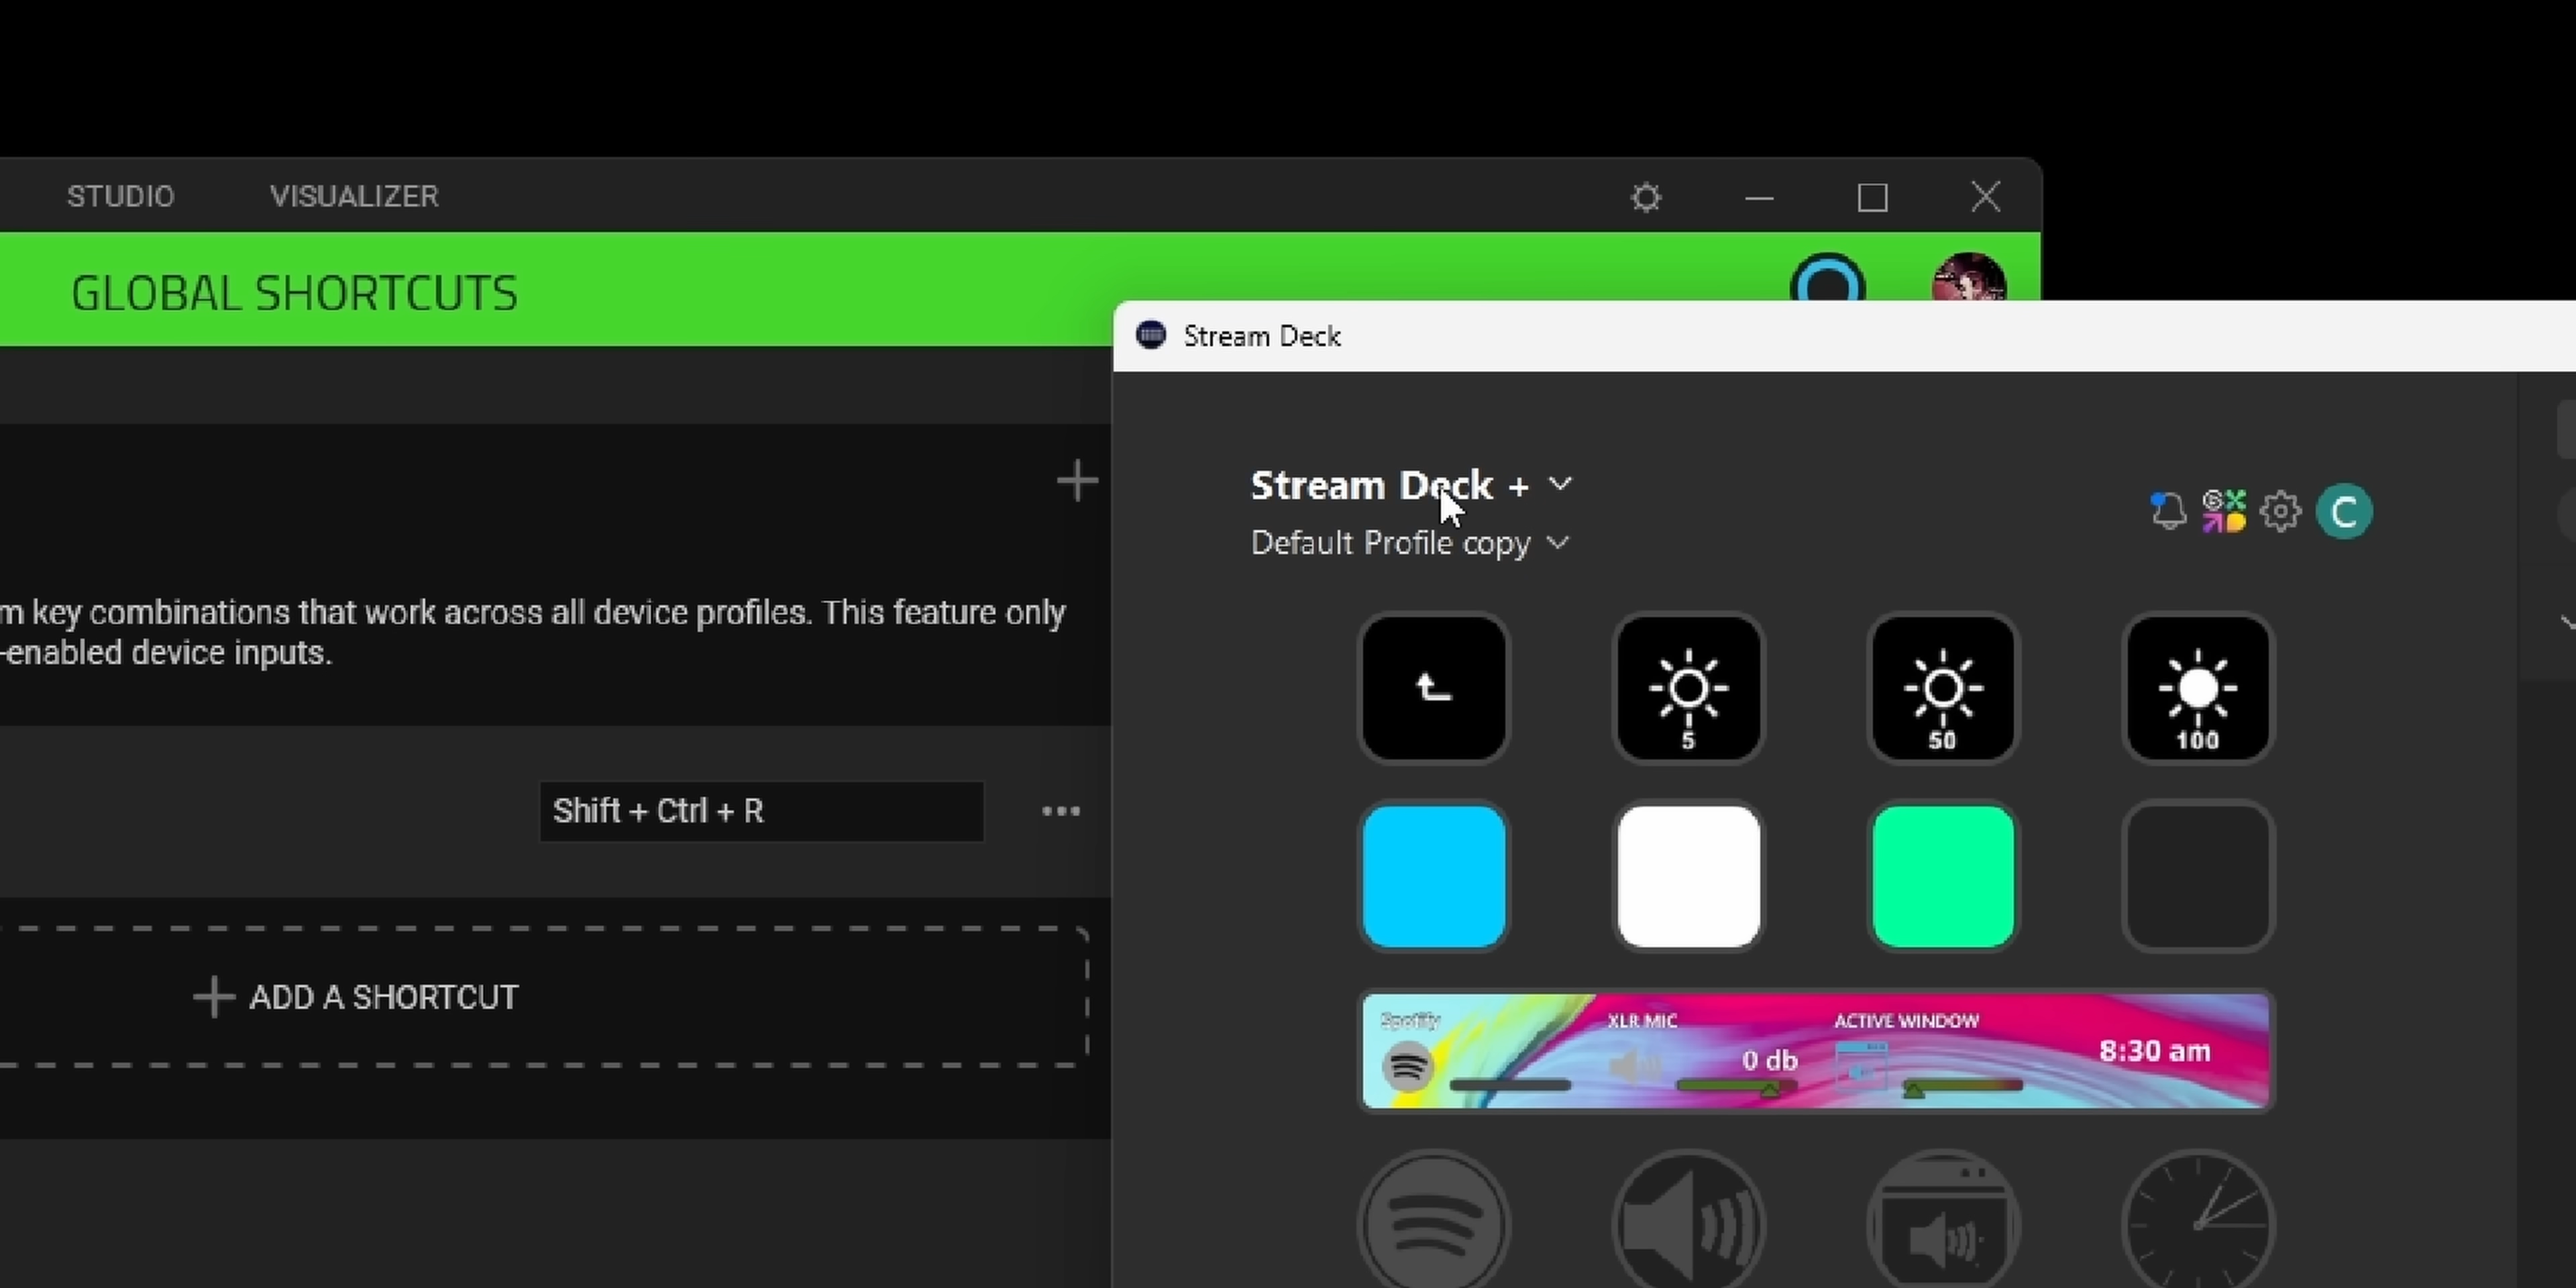 STUDIO VISUALIZER
GLOBAL SHORTCUTS
Stream Deck
Stream Deck +
C
Default Profile copy
m key combinations that work across all device profiles. This feature only
-enabled device inputs.
5 50 100
Shift + Ctrl + R
ADD A SHORTCUT
Spotify XLR MIC ACTIVE WINDOW
0 db 8:30 am